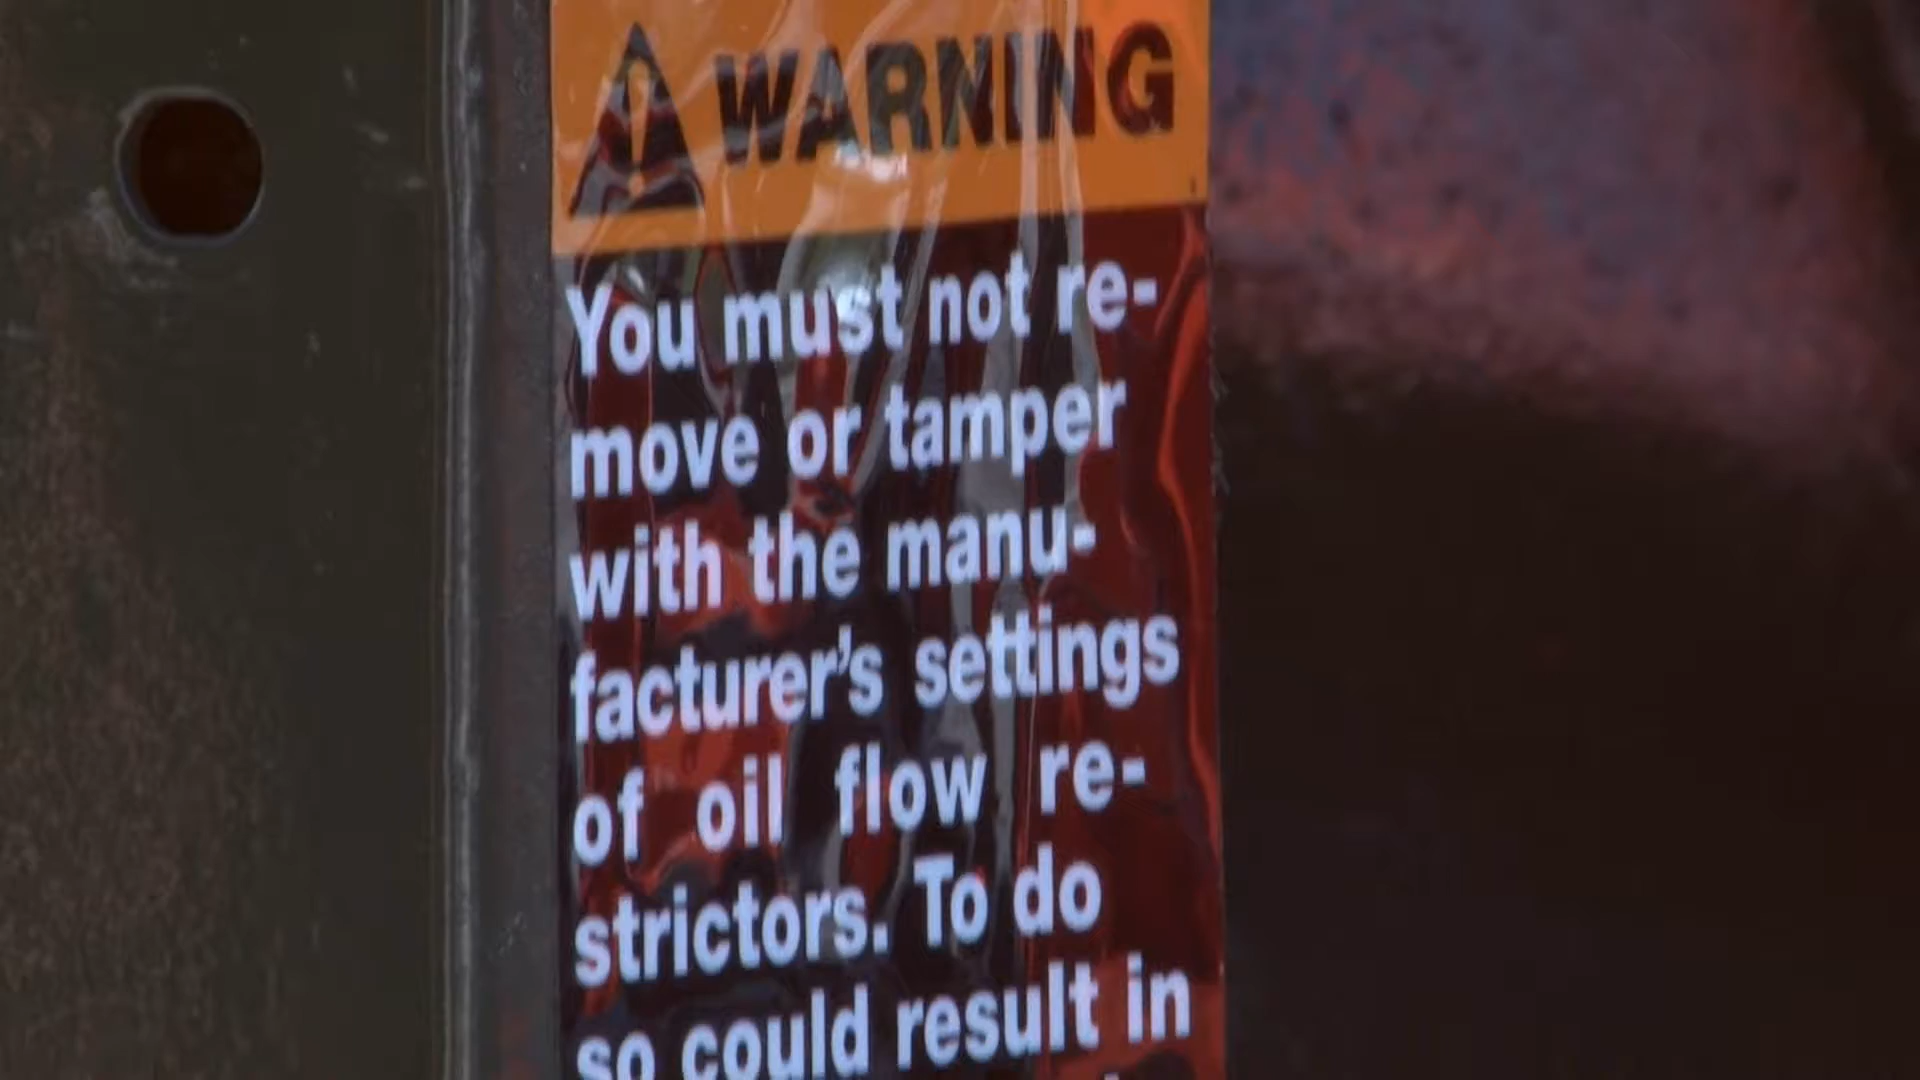 WARNING
You must not re-
move or tamper
with the manu-
facturer's settings
of oil flow re-
strictors. To do
so could result in